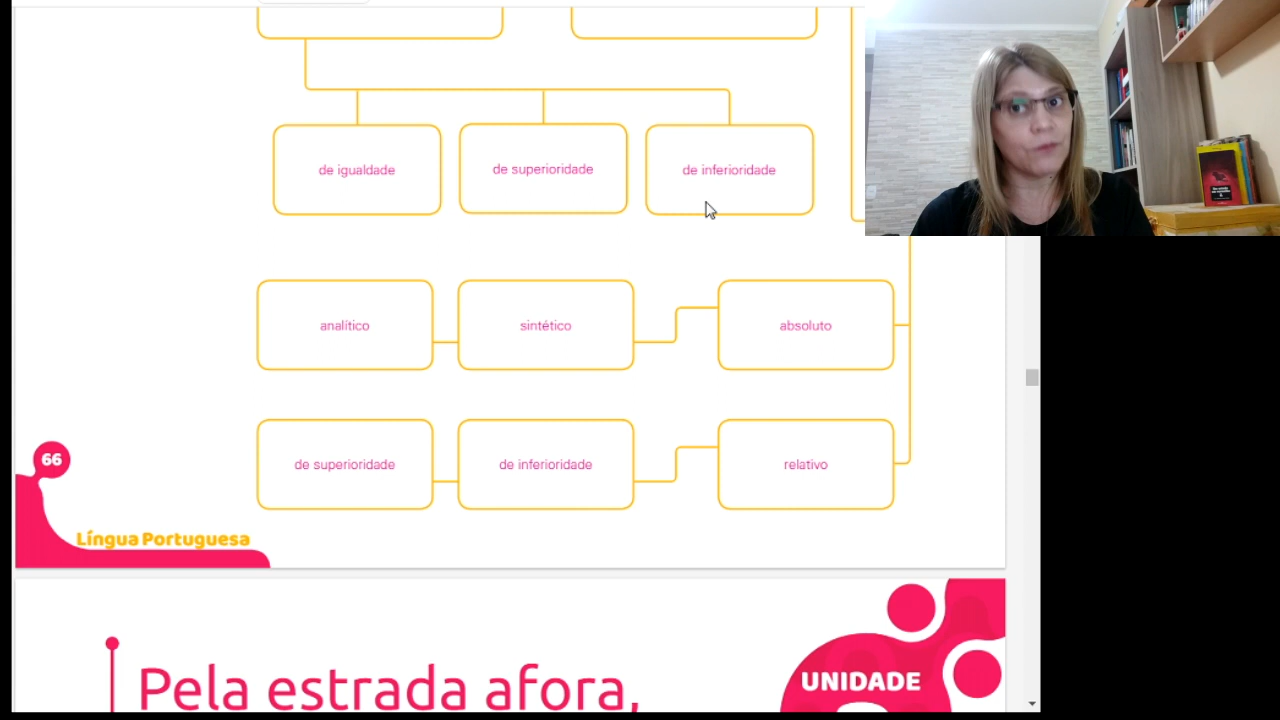 de igualdade
de superioridade
de inferioridade
analítico
sintético
absoluto
de superioridade
de inferioridade
relativo
66
Língua Portuguesa
Pela estrada afora,
UNIDADE